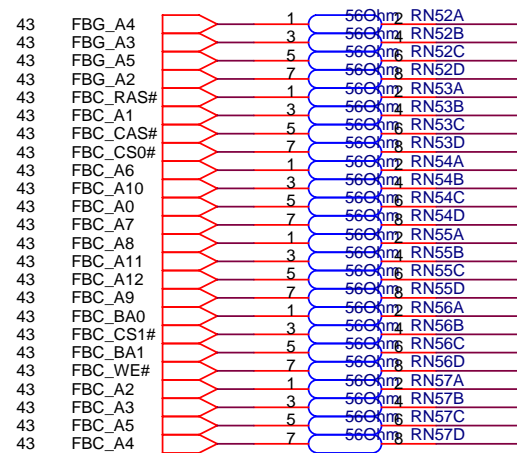 43 FBG_A4 1 56Ohm 2 RN52A
43 FBG_A3 3 56Ohm 4 RN52B
43 FBG_A5 5 56Ohm 6 RN52C
43 FBG_A2 7 56Ohm 8 RN52D
43 FBC_RAS# 1 56Ohm 2 RN53A
43 FBC_A1 3 56Ohm 4 RN53B
43 FBC_CAS# 5 56Ohm 6 RN53C
43 FBC_CS0# 7 56Ohm 8 RN53D
43 FBC_A6 1 56Ohm 2 RN54A
43 FBC_A10 3 56Ohm 4 RN54B
43 FBC_A0 5 56Ohm 6 RN54C
43 FBC_A7 7 56Ohm 8 RN54D
43 FBC_A8 1 56Ohm 2 RN55A
43 FBC_A11 3 56Ohm 4 RN55B
43 FBC_A12 5 56Ohm 6 RN55C
43 FBC_A9 7 56Ohm 8 RN55D
43 FBC_BA0 1 56Ohm 2 RN56A
43 FBC_CS1# 3 56Ohm 4 RN56B
43 FBC_BA1 5 56Ohm 6 RN56C
43 FBC_WE# 7 56Ohm 8 RN56D
43 FBC_A2 1 56Ohm 2 RN57A
43 FBC_A3 3 56Ohm 4 RN57B
43 FBC_A5 5 56Ohm 6 RN57C
43 FBC_A4 7 56Ohm 8 RN57D